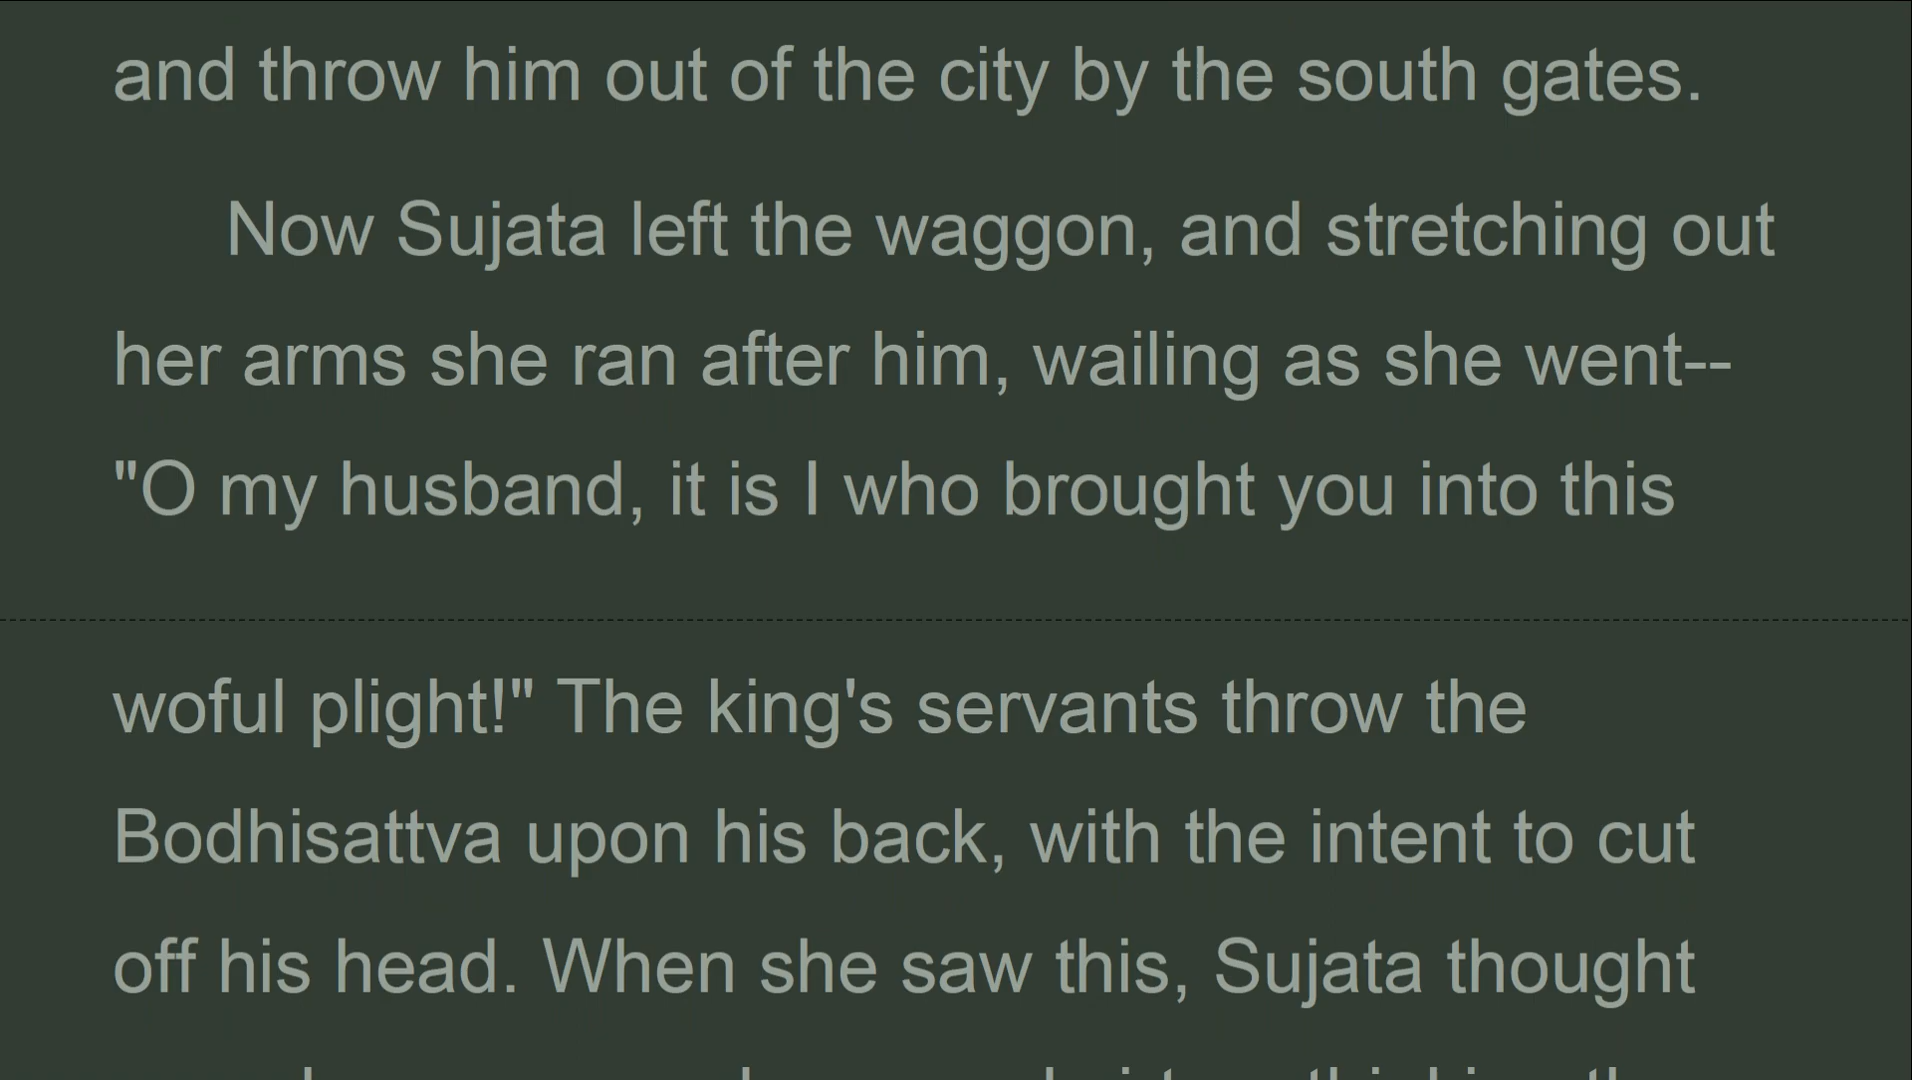 and throw him out of the city by the south gates.
Now Sujata left the waggon, and stretching out
her arms she ran after him, wailing as she went--
"O my husband, it is I who brought you into this
woful plight!" The king's servants throw the
Bodhisattva upon his back, with the intent to cut
off his head. When she saw this, Sujata thought